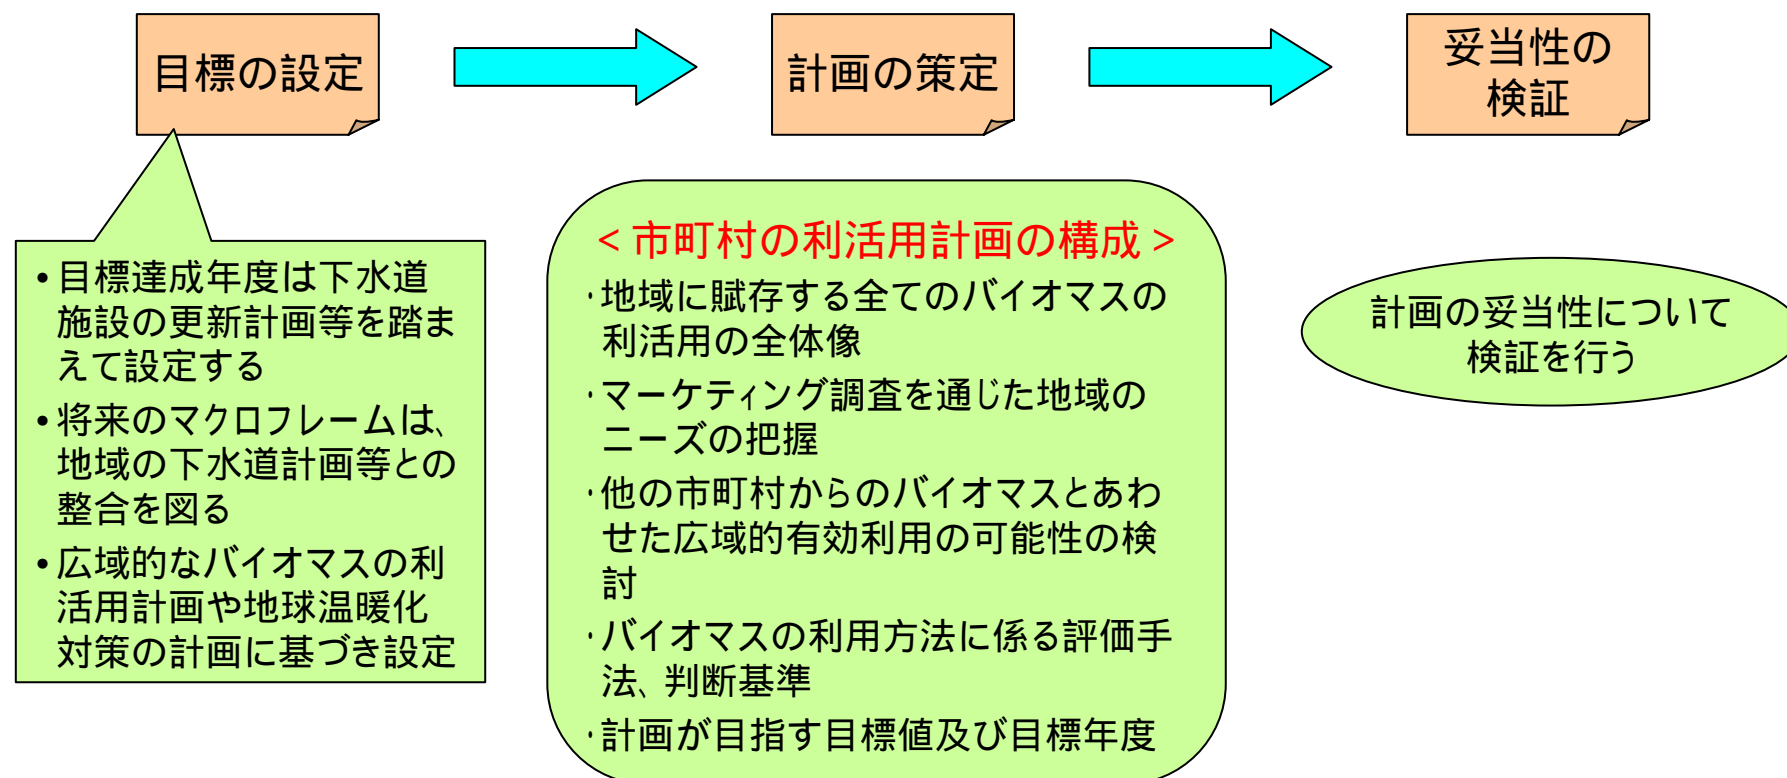 目標の設定
計画の策定
妥当性の
検証
•目標達成年度は下水道
施設の更新計画等を踏ま
えて設定する
•将来のマクロフレームは、
地域の下水道計画等との
整合を図る
•広域的なバイオマスの利
活用計画や地球温暖化
対策の計画に基づき設定
<市町村の利活用計画の構成>
·地域に賦存する全てのバイオマスの
利活用の全体像
·マーケティング調査を通じた地域の
ニーズの把握
·他の市町村からのバイオマスとあわ
せた広域的有効利用の可能性の検
討
·バイオマスの利用方法に係る評価手
法、判断基準
·計画が目指す目標値及び目標年度
計画の妥当性について
検証を行う